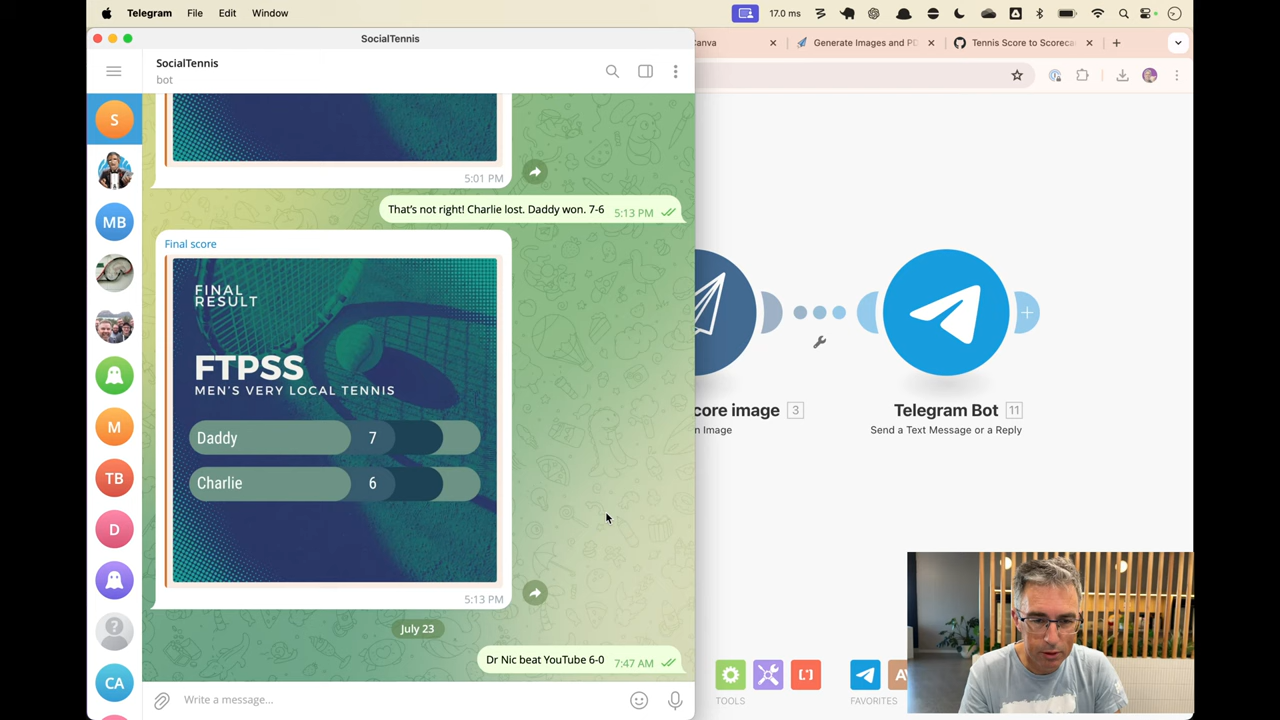 Telegram File Edit Window
17.0 ms
SocialTennis
SocialTennis
bot
nva
Generate Images and PD
Tennis Score to Scoreca
S
MB
M
TB
D
?
CA
5:01 PM
That's not right! Charlie lost. Daddy won. 7-6 5:13 PM
Final score
FINAL
RESULT
FTPSS
MEN'S VERY LOCAL TENNIS
Daddy 7
Charlie 6
5:13 PM
July 23
Dr Nic beat YouTube 6-0 7:47 AM
Write a message...
core image 3
n Image
Telegram Bot 11
Send a Text Message or a Reply
TOOLS
FAVORITES